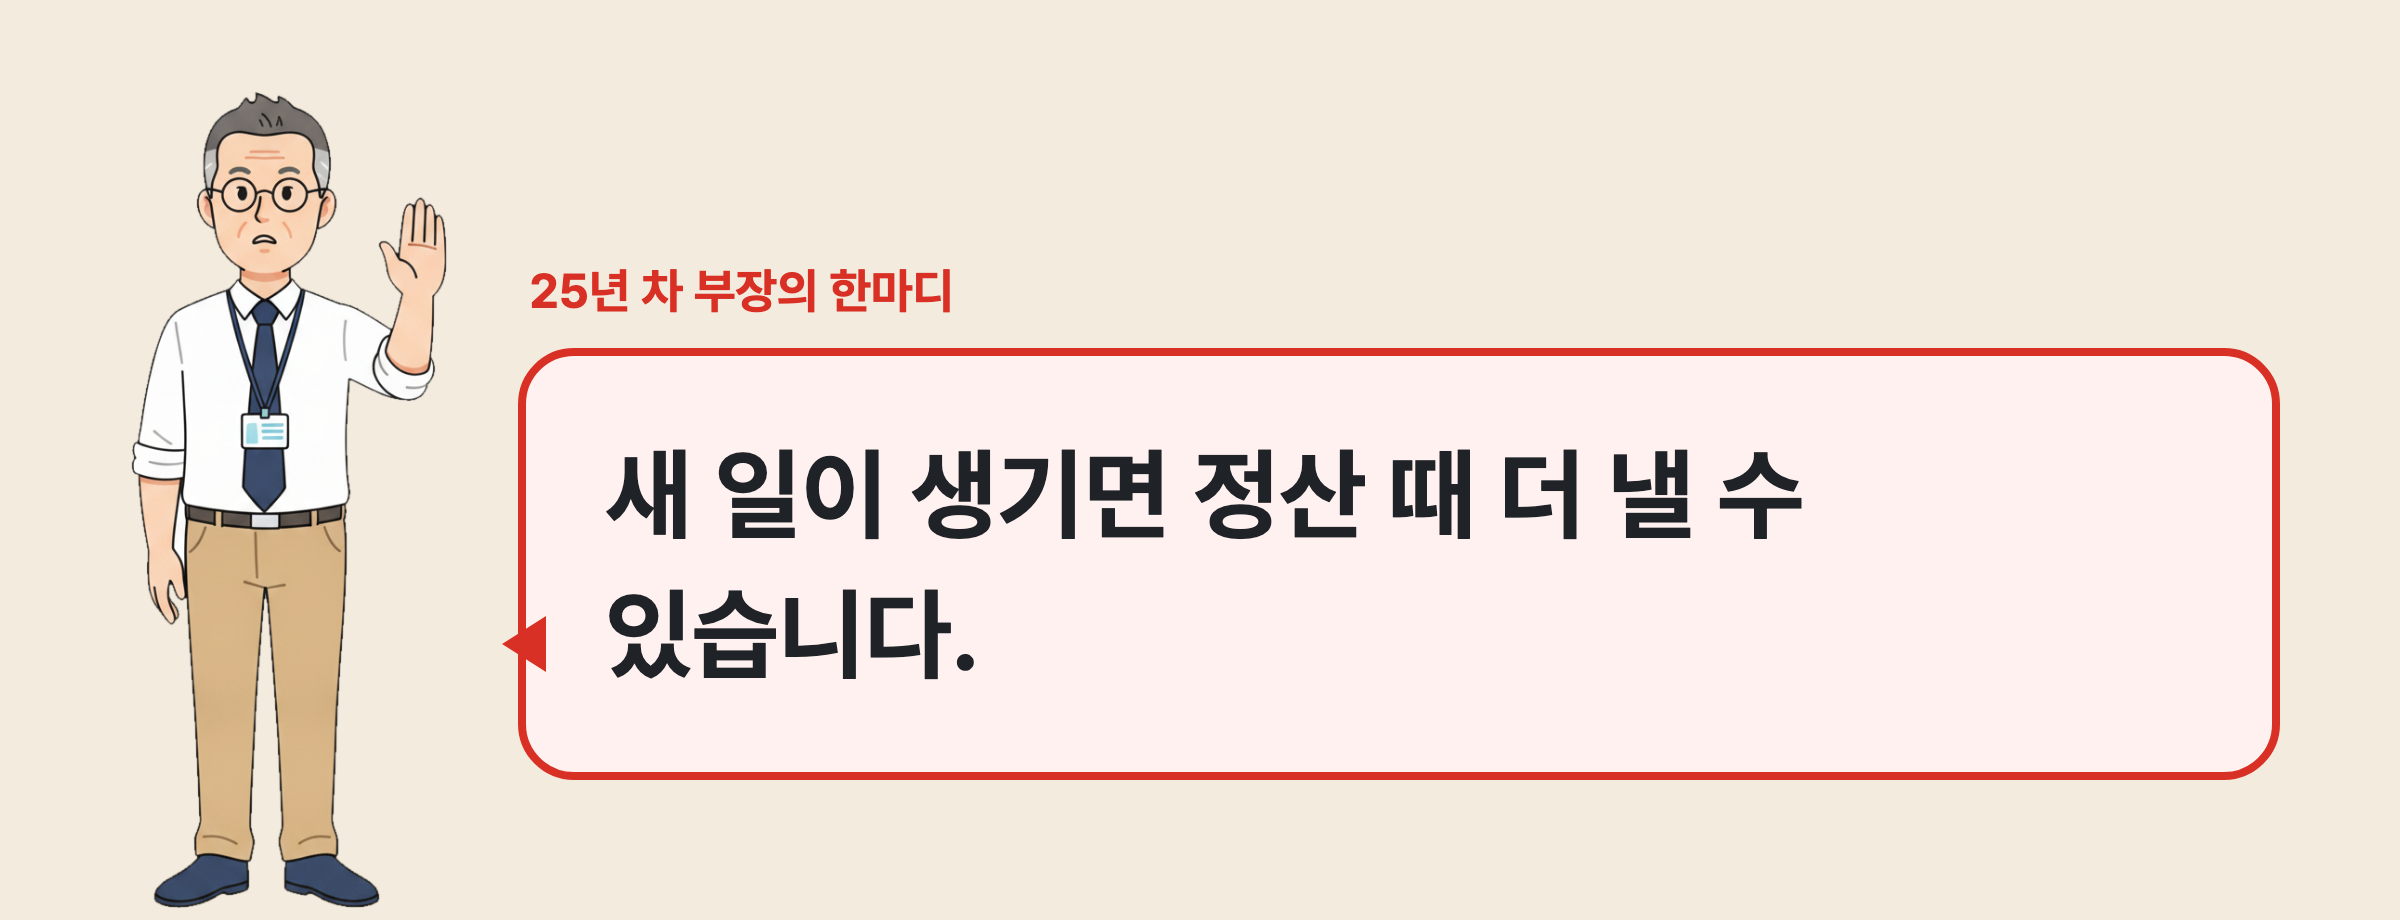 25년 차 부장의 한마디
새 일이 생기면 정산 때 더 낼 수
있습니다.